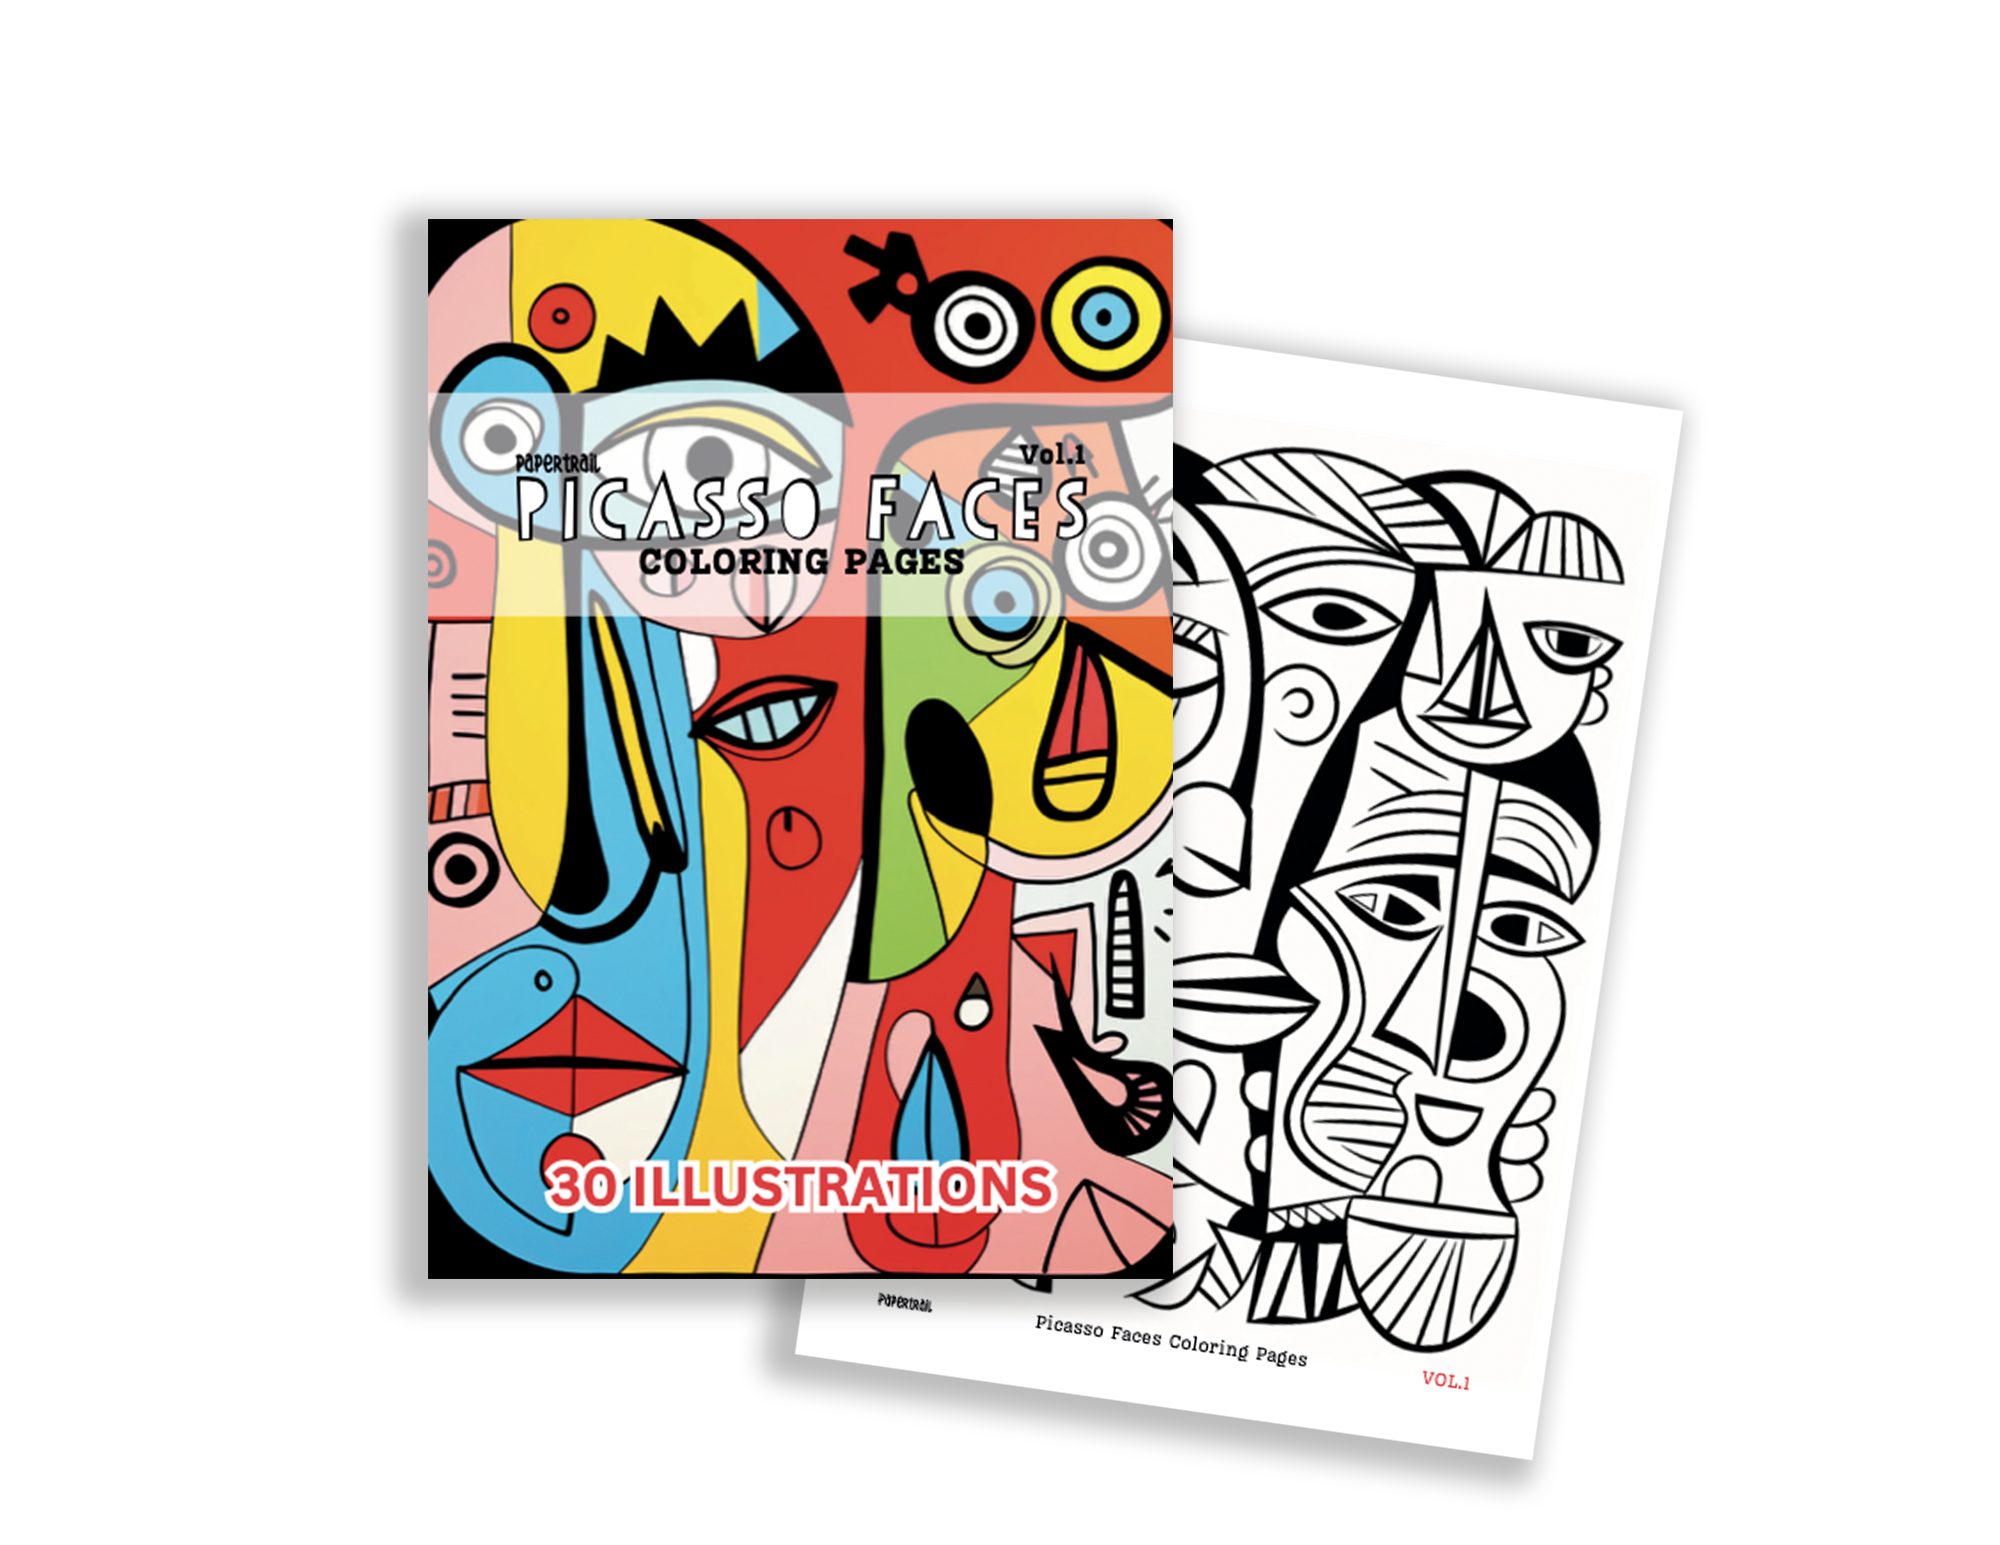 PaPeRTRaiL
Vol.1
PICASSO FACES
COLORING PAGES
30 ILLUSTRATIONS
PaPeRTRaiL
Picasso Faces Coloring Pages
VOL.1